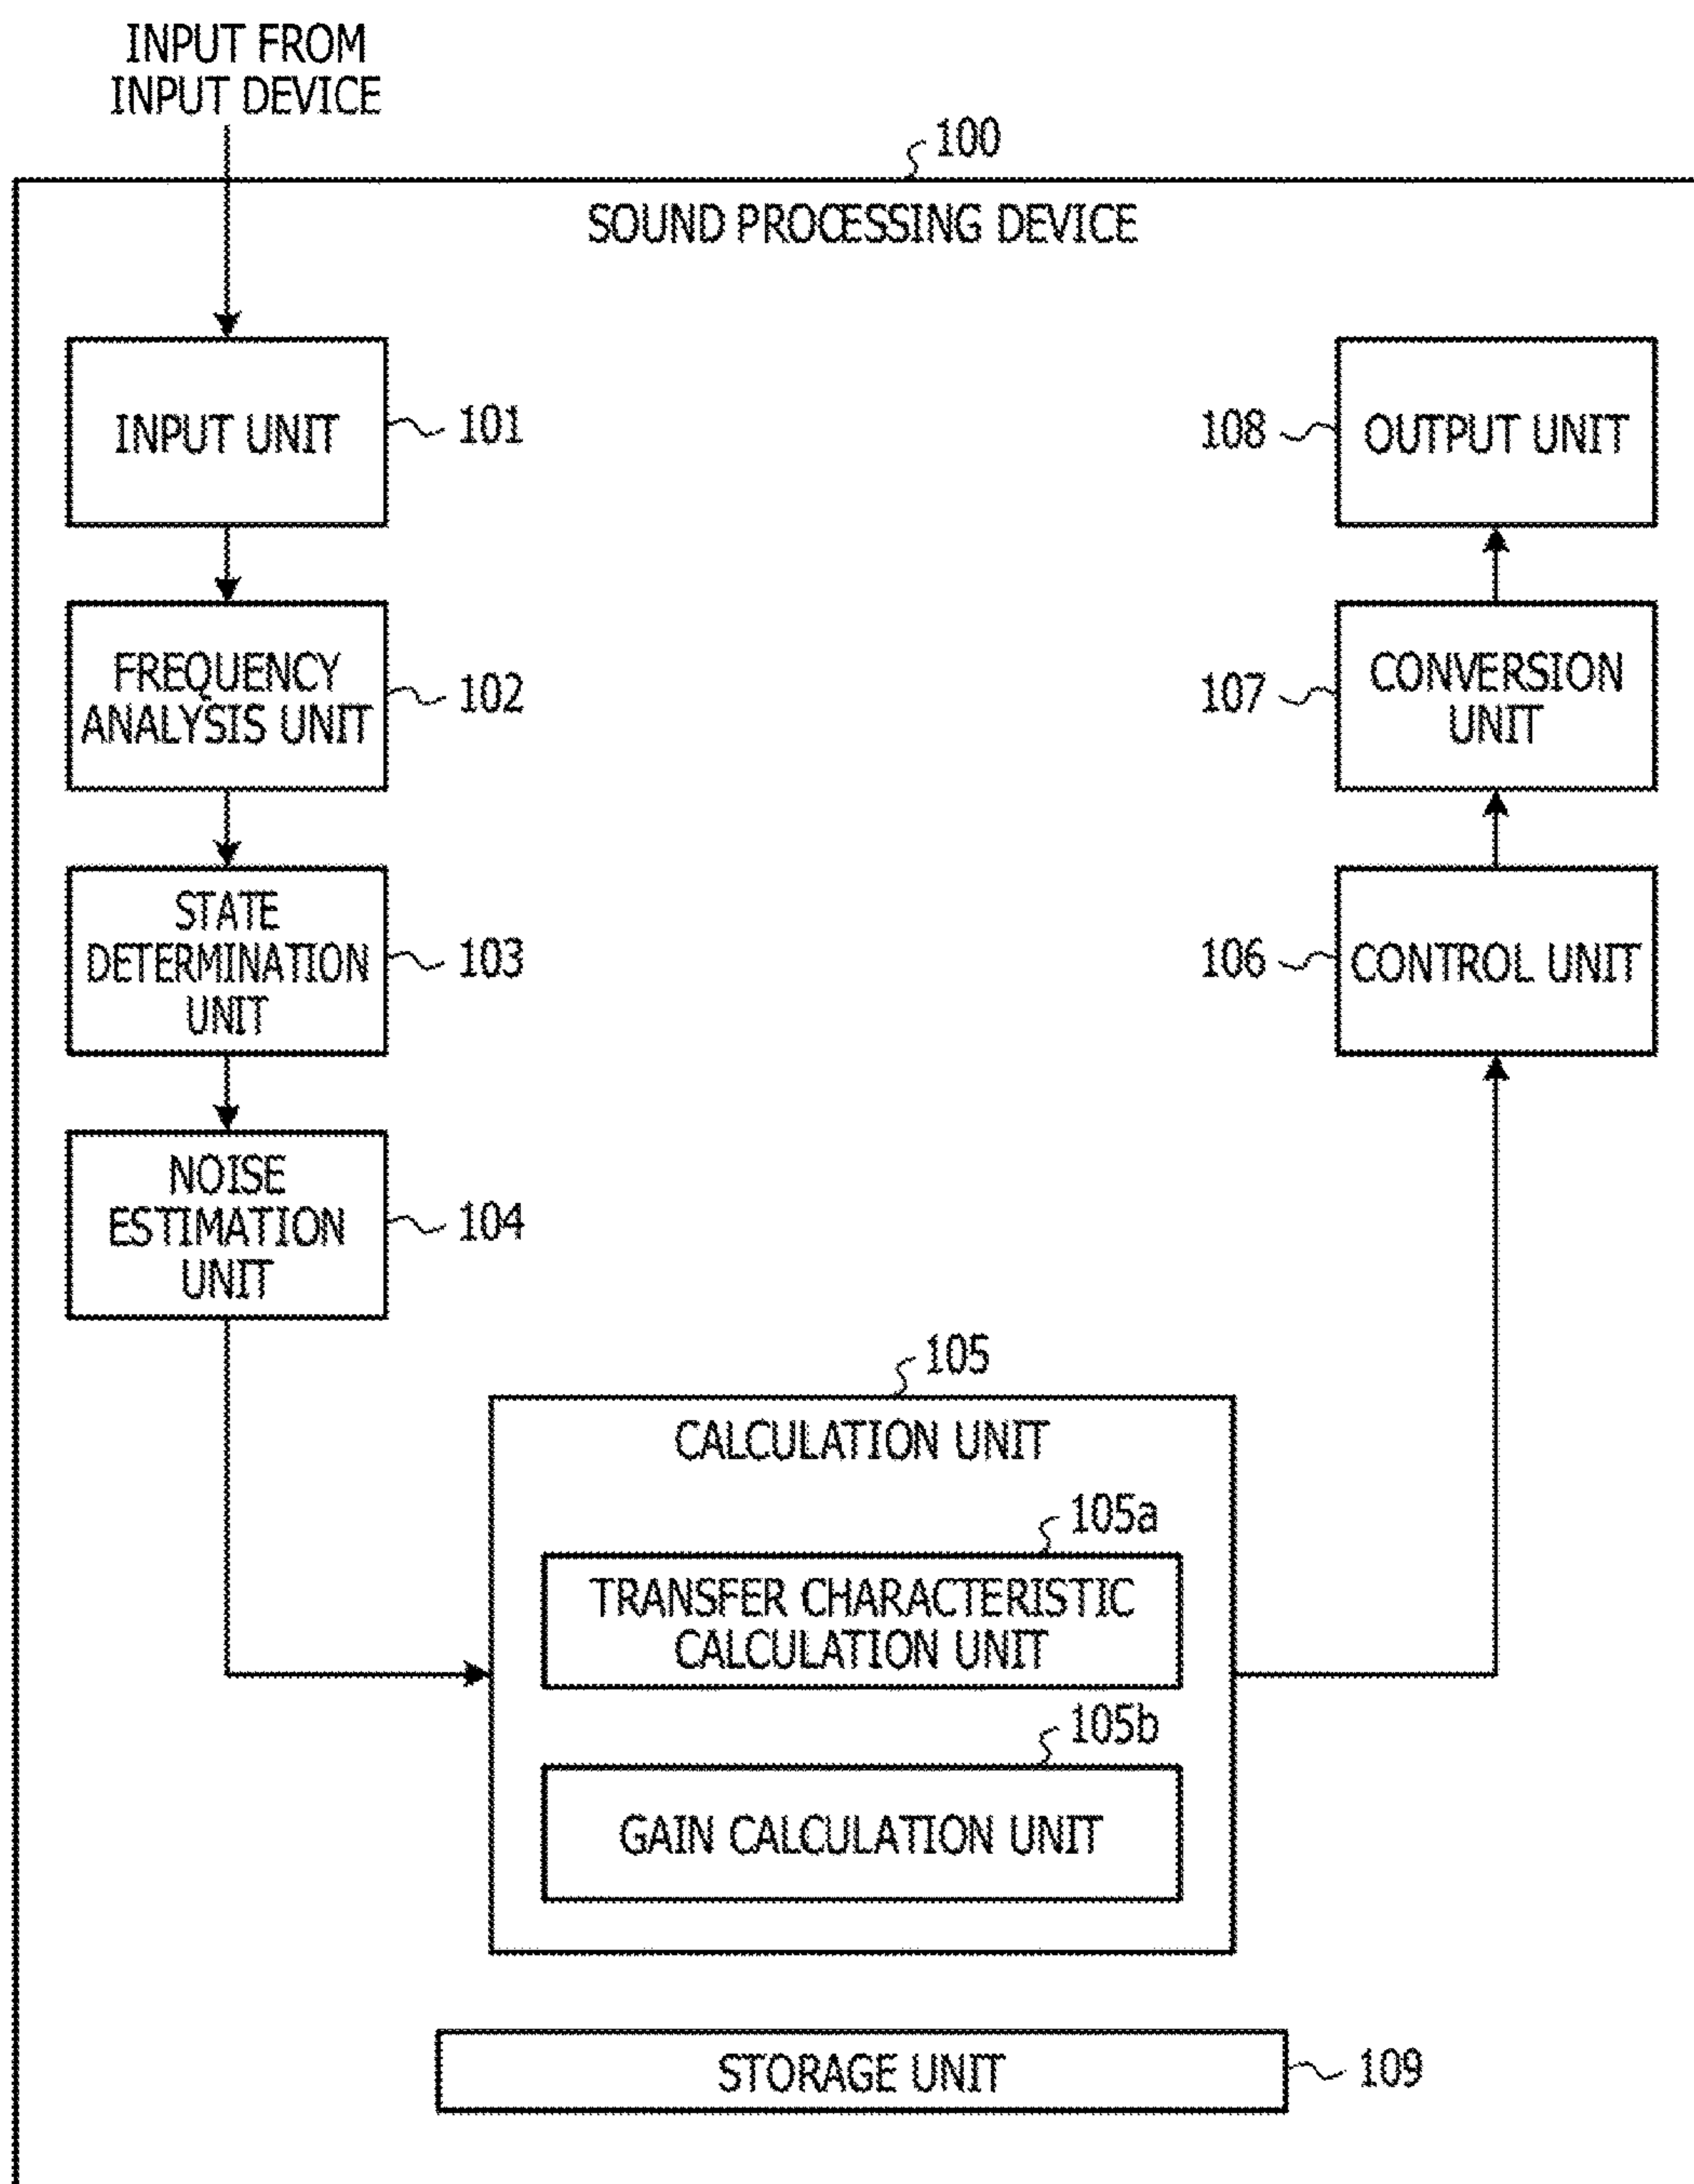 INPUT FROM
INPUT DEVICE
100
SOUND PROCESSING DEVICE
INPUT UNIT
101
108
OUTPUT UNIT
FREQUENCY
ANALYSIS UNIT
102
107
CONVERSION
UNIT
STATE
DETERMINATION
UNIT
103
106
CONTROL UNIT
NOISE
ESTIMATION
UNIT
104
105
CALCULATION UNIT
105a
TRANSFER CHARACTERISTIC
CALCULATION UNIT
105b
GAIN CALCULATION UNIT
STORAGE UNIT
109